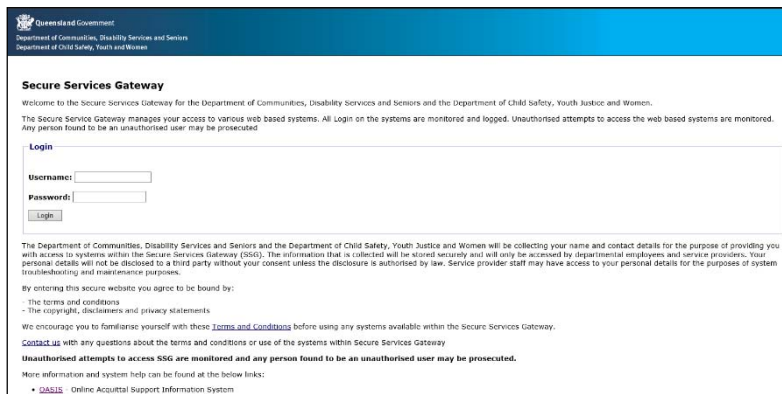 Queensland Government
Department of Communities, Disability Services and Seniors
Department of Child Safety, Youth and Women
Secure Services Gateway
Welcome to the Secure Services Gateway for the Department of Communities, Disability Services and Seniors and the Department of Child Safety, Youth Justice and Women.
The Secure Service Gateway manages your access to various web based systems. All Login on the systems are monitored and logged. Unauthorised attempts to access the web based systems are monitored.
Any person found to be an unauthorised user may be prosecuted
Login
Username:
Password:
Login
The Department of Communities, Disability Services and Seniors and the Department of Child Safety, Youth Justice and Women will be collecting your name and contact details for the purpose of providing you
with access to systems within the Secure Services Gateway (SSG). The information that is collected will be stored securely and will only be accessed by departmental employees and service providers. Your
personal details will not be disclosed to a third party without your consent unless the disclosure is authorised by law. Service provider staff may have access to your personal details for the purposes of system
troubleshooting and maintenance purposes.
By entering this secure website you agree to be bound by:
- The terms and conditions
- The copyright, disclaimers and privacy statements
We encourage you to familiarise yourself with these Terms and Conditions before using any systems available within the Secure Services Gateway.
Contact us with any questions about the terms and conditions or use of the systems within Secure Services Gateway
Unauthorised attempts to access SSG are monitored and any person found to be an unauthorised user may be prosecuted.
More information and system help can be found at the below links:
• OASIS - Online Acquittal Support Information System